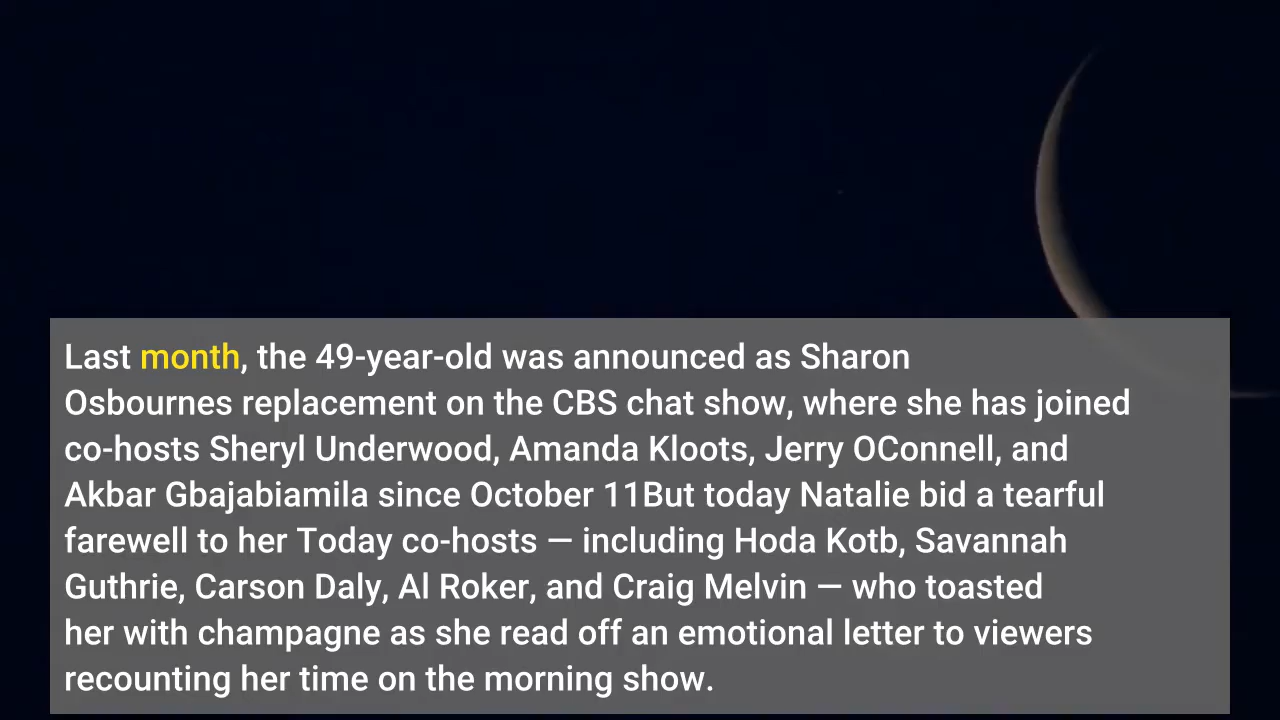 Last month, the 49-year-old was announced as Sharon
Osbournes replacement on the CBS chat show, where she has joined
co-hosts Sheryl Underwood, Amanda Kloots, Jerry OConnell, and
Akbar Gbajabiamila since October 11But today Natalie bid a tearful
farewell to her Today co-hosts — including Hoda Kotb, Savannah
Guthrie, Carson Daly, Al Roker, and Craig Melvin — who toasted
her with champagne as she read off an emotional letter to viewers
recounting her time on the morning show.